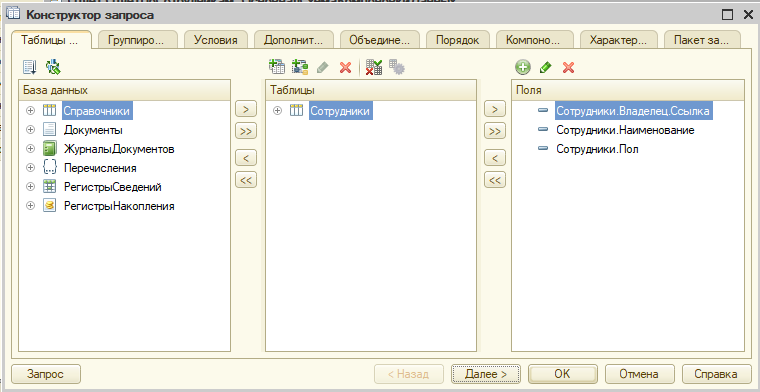 Конструктор запроса
Таблицы ...
Группиро...
Условия
Дополнит...
Объедине...
Порядок
Компоно...
Характер...
Пакет за...
База данных
Справочники
Документы
ЖурналыДокументов
Перечисления
РегистрыСведений
РегистрыНакопления
>
>>
<
<<
Таблицы
Сотрудники
>
>>
<
<<
Поля
Сотрудники.Владелец.Ссылка
Сотрудники.Наименование
Сотрудники.Пол
Запрос
< Назад
Далее >
OK
Отмена
Справка